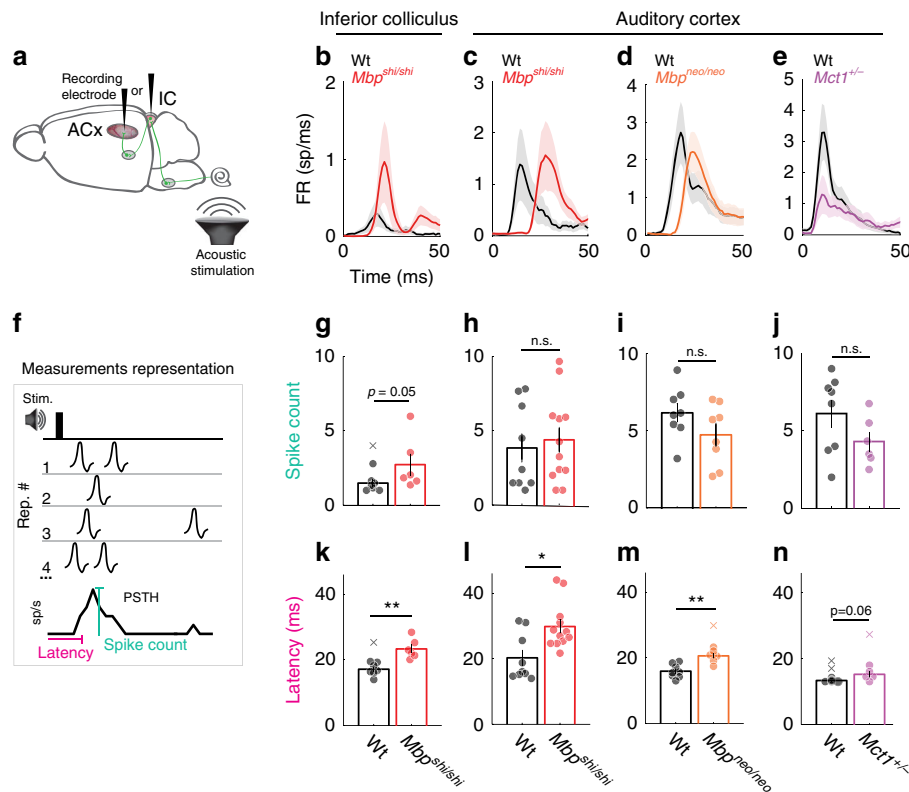 Inferior colliculus
Auditory cortex
a
Recording
electrode
or
IC
ACx
Acoustic
stimulation
b
Wt
Mbp^shi/shi
FR (sp/ms)
3
2
1
0
0
50
Time (ms)
c
Wt
Mbp^shi/shi
3
2
1
0
0
50
d
Wt
Mbp^neo/neo
4
3
2
1
0
0
50
e
Wt
Mct1^+/–
5
4
3
2
1
0
0
50
f
Measurements representation
Stim.
Rep. #
1
2
3
4
...
sp/s
PSTH
Latency
Spike count
g
Spike count
10
5
0
p = 0.05
h
10
5
0
n.s.
i
10
5
0
n.s.
j
10
5
0
n.s.
k
Latency (ms)
40
20
0
**
Wt
Mbp^shi/shi
l
40
20
0
*
Wt
Mbp^shi/shi
m
40
20
0
**
Wt
Mbp^neo/neo
n
40
20
0
p=0.06
Wt
Mct1^+/–